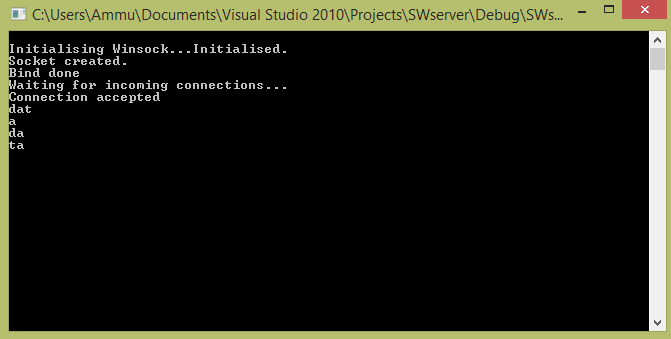 C:\Users\Ammu\Documents\Visual Studio 2010\Projects\SWserver\Debug\SWs...
Initialising Winsock...Initialised.
Socket created.
Bind done
Waiting for incoming connections...
Connection accepted
dat
a
da
ta